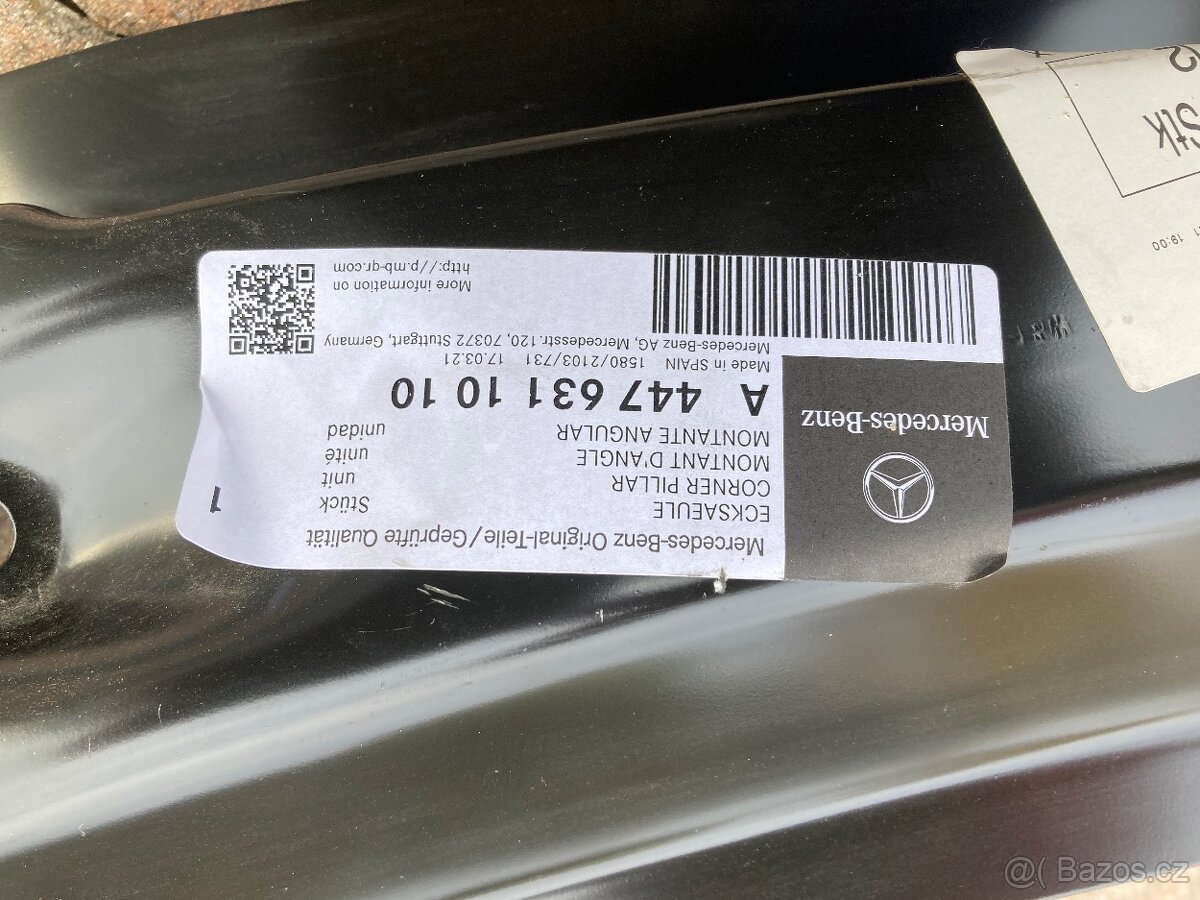 Mercedes-Benz
Mercedes-Benz Original-Teile/Geprüfte Qualität
ECKSAEULE Stück 1
CORNER PILLAR unit
MONTANT D'ANGLE unité
MONTANTE ANGULAR unidad
A 447 631 10 10
Made in SPAIN 1580/2103/731 17.03.21
Mercedes-Benz AG, Mercedesstr. 120, 70372 Stuttgart, Germany
More information on
http://p.mb-qr.com
Stk
19:00
@( Bazos.cz